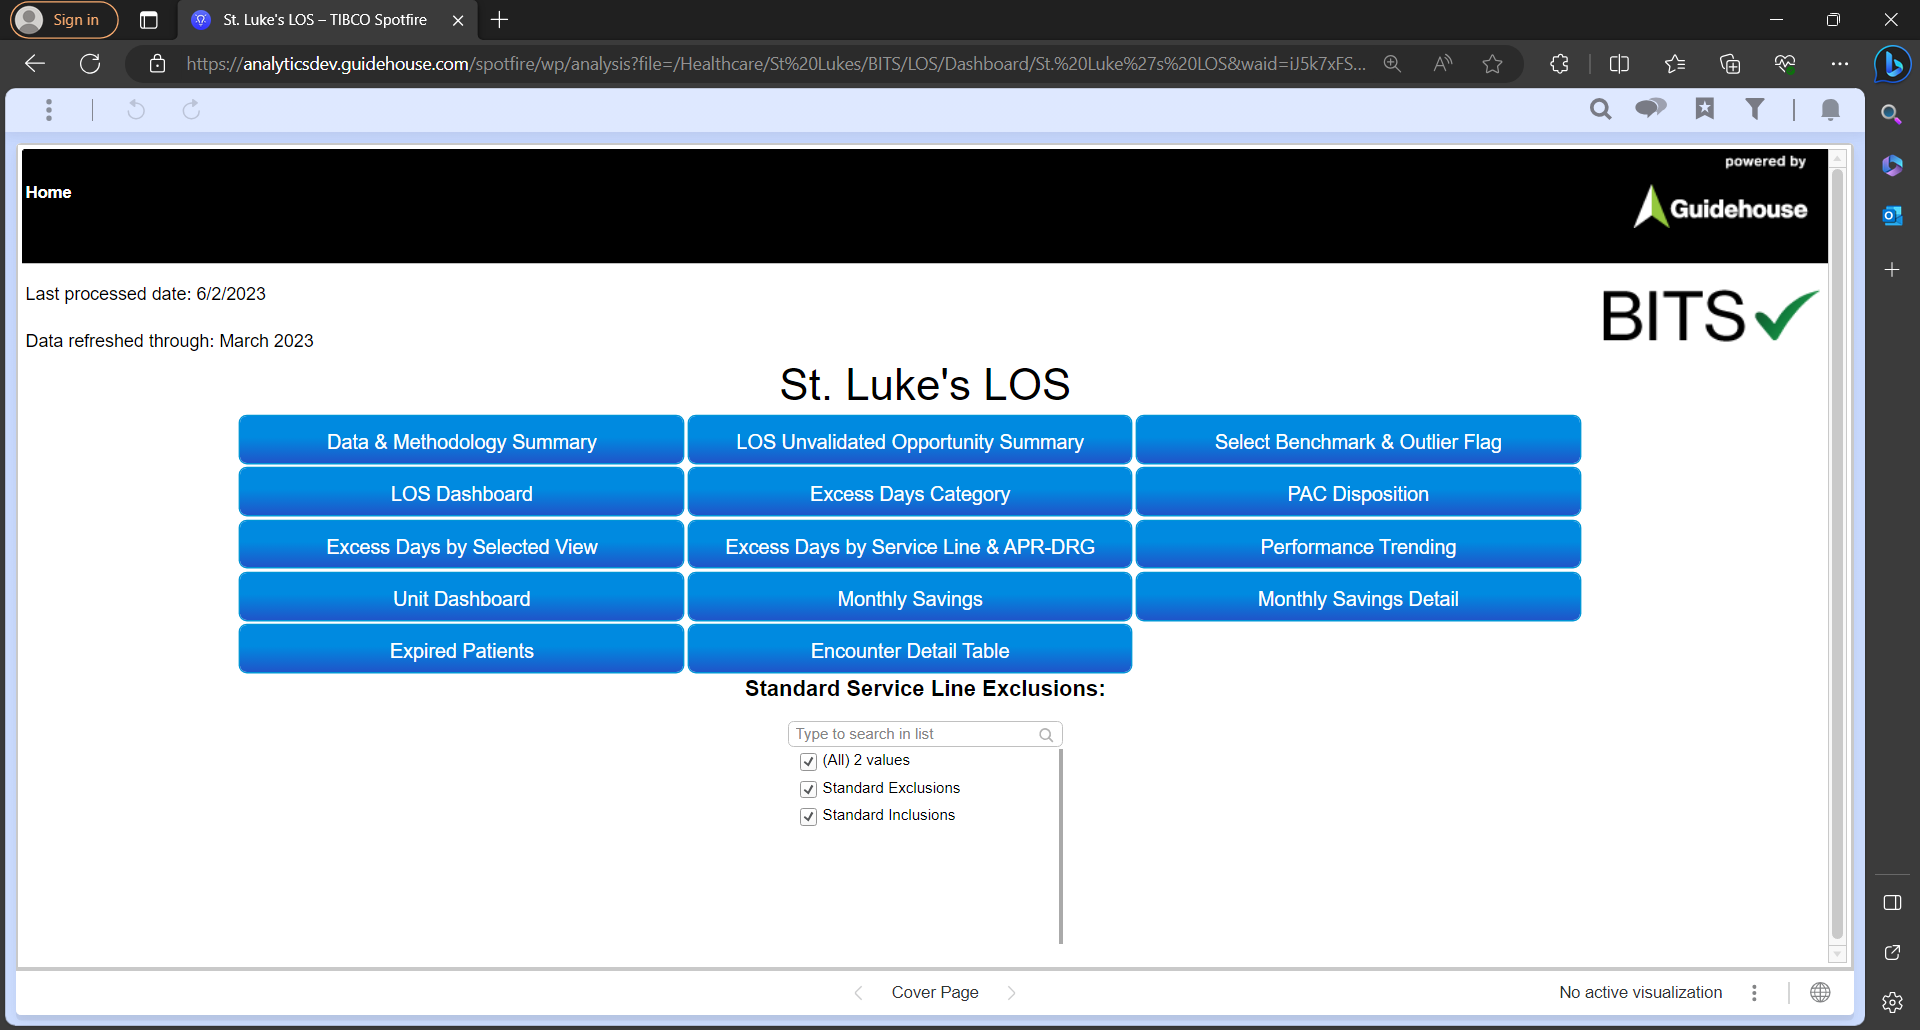 Sign in
St. Luke's LOS – TIBCO Spotfire
https://analyticsdev.guidehouse.com/spotfire/wp/analysis?file=/Healthcare/St%20Lukes/BITS/LOS/Dashboard/St.%20Luke%27s%20LOS&waid=iJ5k7xFS...
powered by
Home
Guidehouse
Last processed date: 6/2/2023
BITS
Data refreshed through: March 2023
St. Luke's LOS
Data & Methodology Summary
LOS Unvalidated Opportunity Summary
Select Benchmark & Outlier Flag
LOS Dashboard
Excess Days Category
PAC Disposition
Excess Days by Selected View
Excess Days by Service Line & APR-DRG
Performance Trending
Unit Dashboard
Monthly Savings
Monthly Savings Detail
Expired Patients
Encounter Detail Table
Standard Service Line Exclusions:
Type to search in list
(All) 2 values
Standard Exclusions
Standard Inclusions
Cover Page
No active visualization